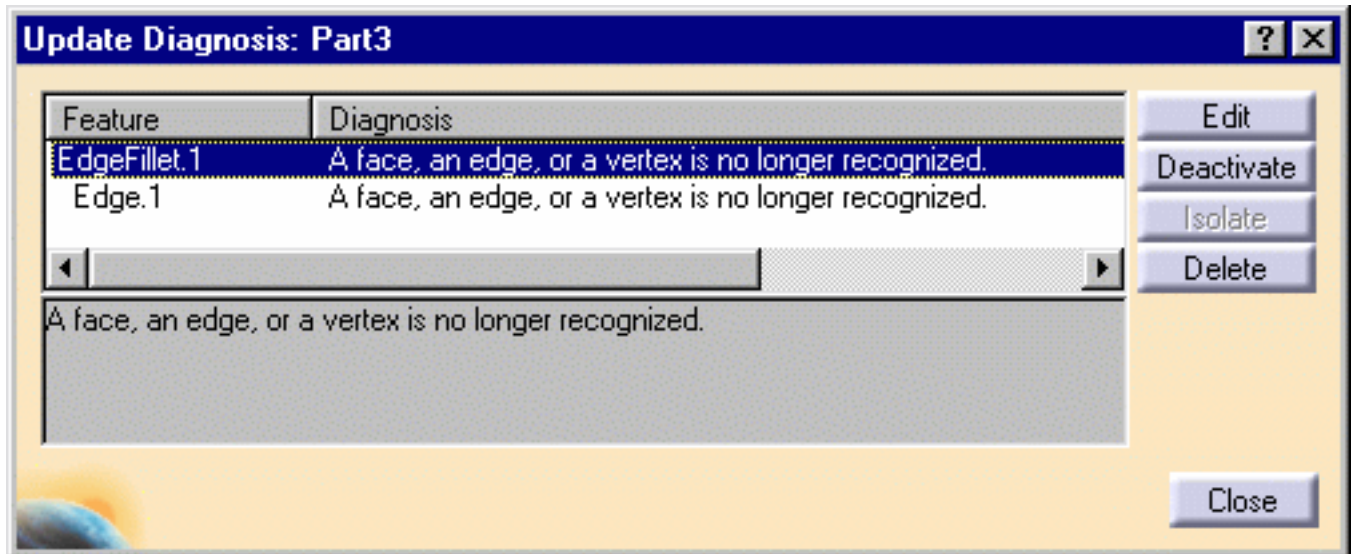 Update Diagnosis: Part3
Feature Diagnosis
EdgeFillet.1 A face, an edge, or a vertex is no longer recognized.
Edge.1 A face, an edge, or a vertex is no longer recognized.
A face, an edge, or a vertex is no longer recognized.
Edit
Deactivate
Isolate
Delete
Close